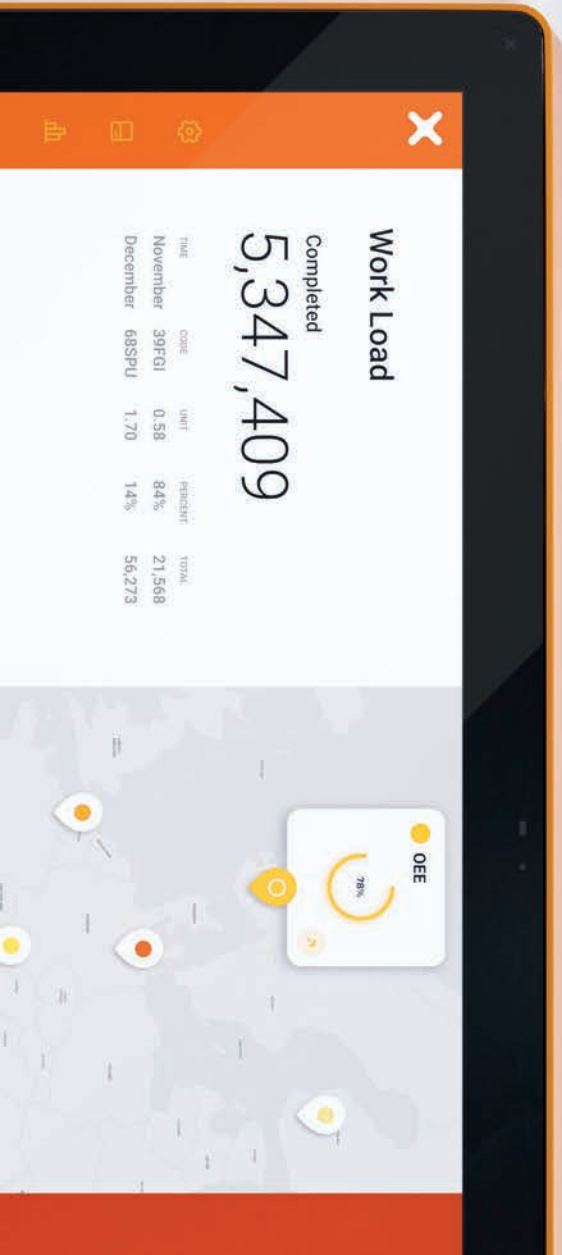 Work Load
Completed
5,347,409
TIME CODE UNIT PERCENT TOTAL
November 39FGI 0.58 84% 21,568
December 68SPU 1.70 14% 56,273
OEE
78%